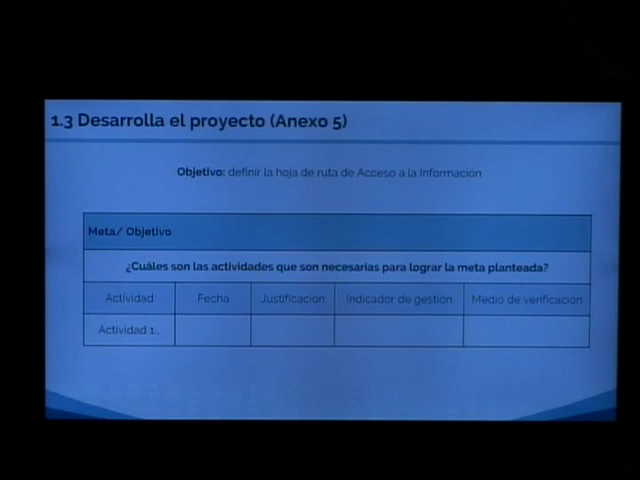 1.3 Desarrolla el proyecto (Anexo 5)
Objetivo: definir la hoja de ruta de Acceso a la Informacion
Meta/ Objetivo
¿Cuáles son las actividades que son necesarias para lograr la meta planteada?
Actividad Fecha Justificacion Indicador de gestión Medio de verificación
Actividad 1...